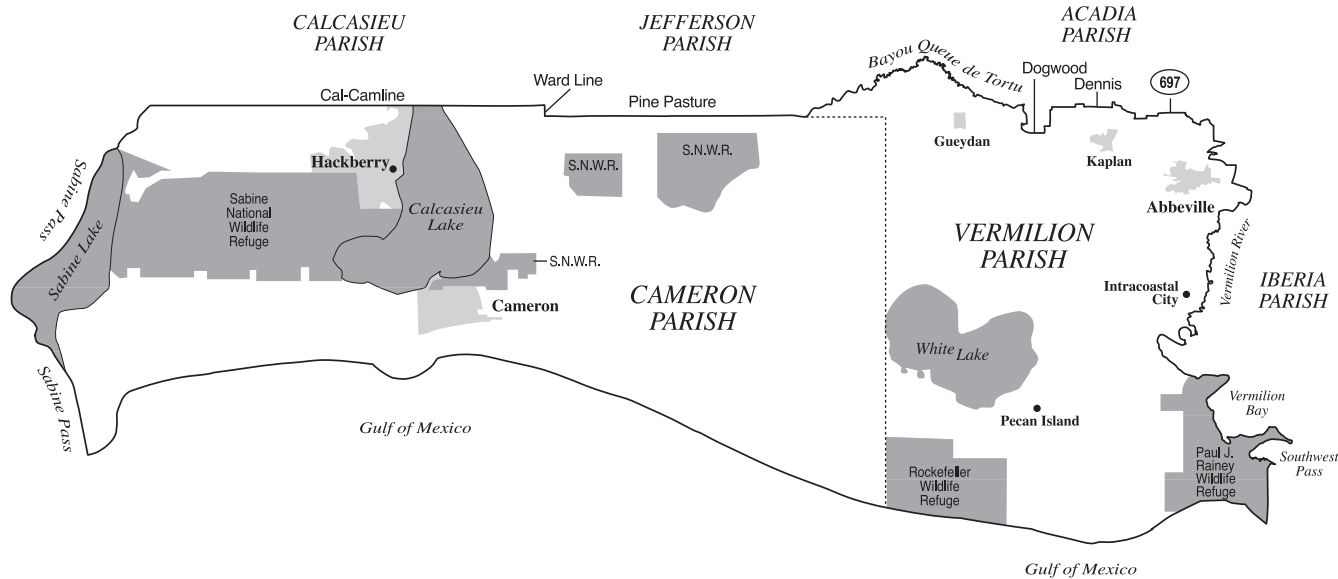 CALCASIEU
PARISH
JEFFERSON
PARISH
ACADIA
PARISH
Bayou Queue de Tortu
Dogwood
Dennis
697
Ward Line
Cal-Camline
Pine Pasture
Gueydan
Kaplan
Hackberry
S.N.W.R.
S.N.W.R.
Sabine Pass
Sabine
National
Wildlife
Refuge
Calcasieu
Lake
Abbeville
VERMILION
PARISH
Sabine Lake
S.N.W.R.
Vermilion River
IBERIA
PARISH
Intracoastal
City
Cameron
CAMERON
PARISH
White Lake
Sabine Pass
Pecan Island
Vermilion
Bay
Gulf of Mexico
Southwest
Pass
Paul J.
Rainey
Wildlife
Refuge
Rockefeller
Wildlife
Refuge
Gulf of Mexico